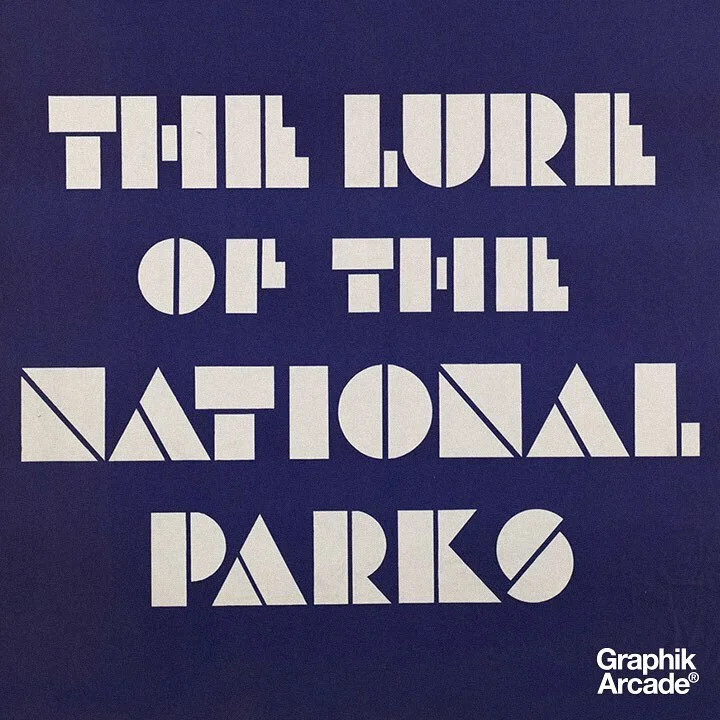 THE LURE
OF THE
NATIONAL
PARKS
Graphik
Arcade®